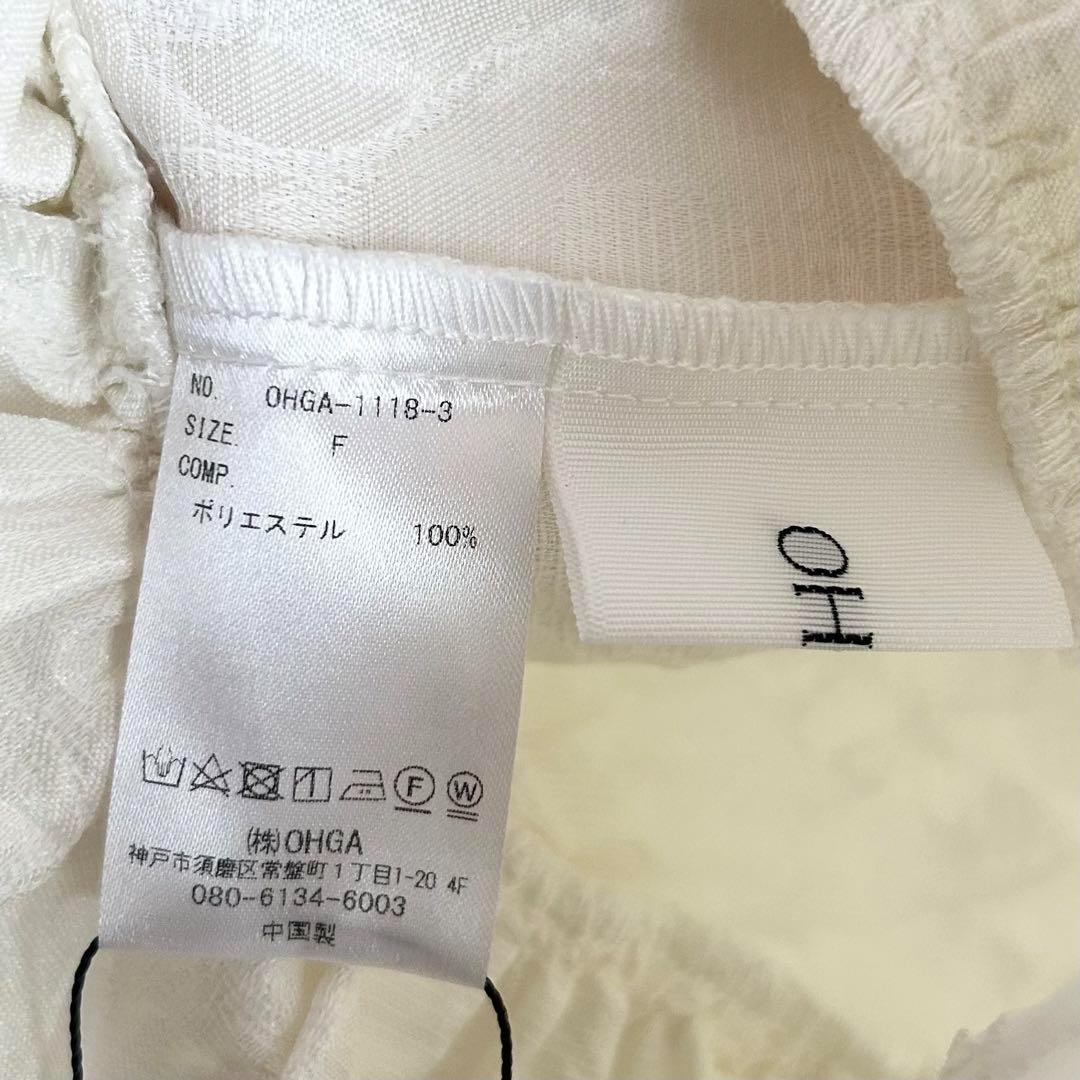 NO. OHGA-1118-3
SIZE. F
COMP.
ポリエステル 100%
F W
(株)OHGA
神戸市須磨区常盤町1丁目1-20 4F
080-6134-6003
中国製
OH